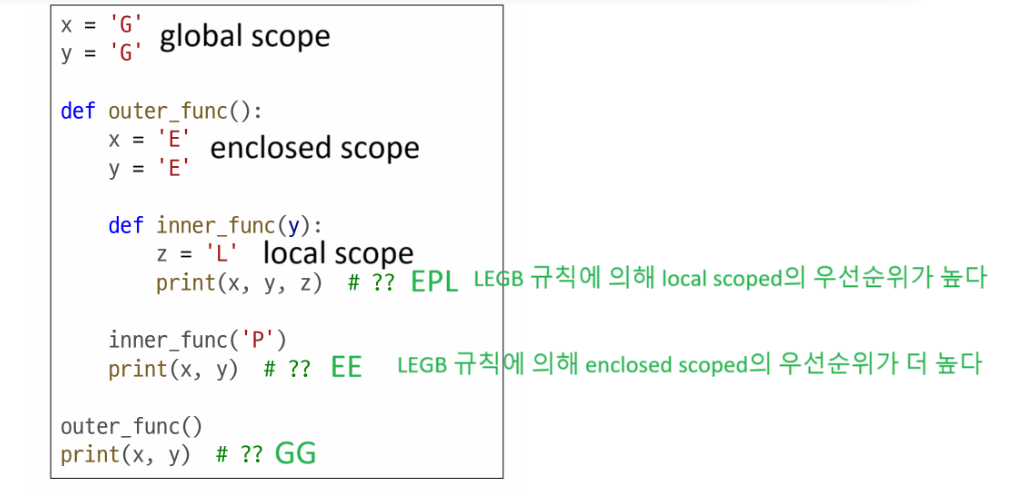 x = 'G'
global scope
y = 'G'
def outer_func():
x = 'E'
enclosed scope
y = 'E'
def inner_func(y):
z = 'L' local scope
print(x, y, z) # ?? EPL LEGB 규칙에 의해 local scoped의 우선순위가 높다
inner_func('P')
print(x, y) # ?? EE LEGB 규칙에 의해 enclosed scoped의 우선순위가 더 높다
outer_func()
print(x, y) # ?? GG